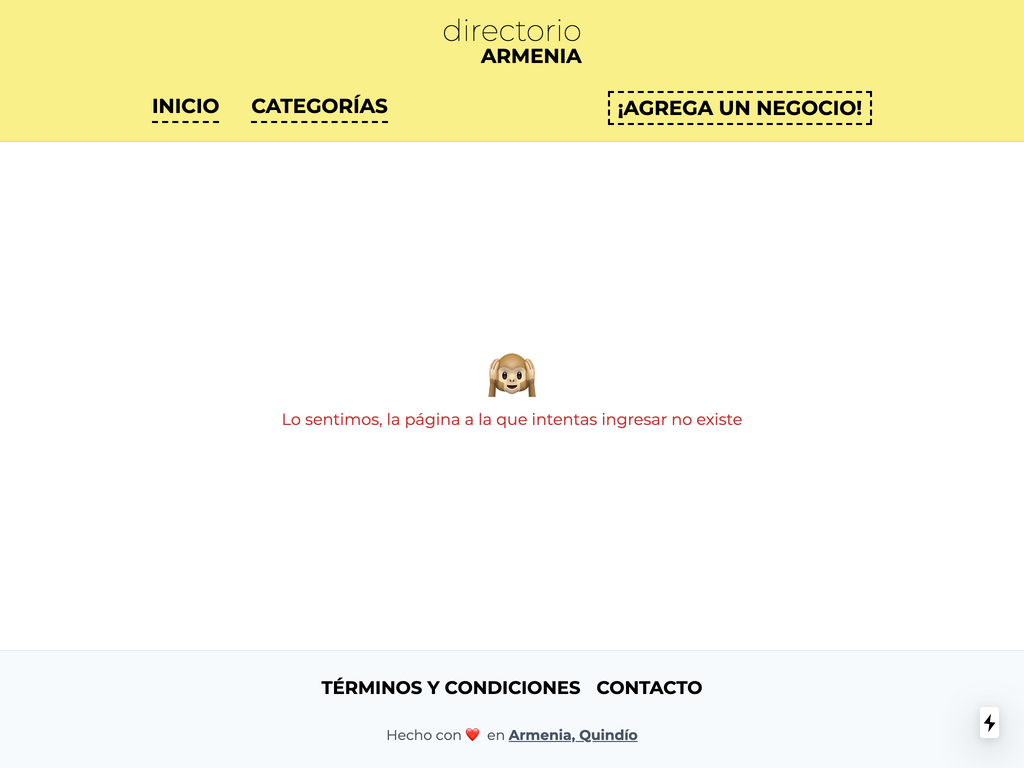 directorio
ARMENIA
INICIO CATEGORÍAS ¡AGREGA UN NEGOCIO!
Lo sentimos, la página a la que intentas ingresar no existe
TÉRMINOS Y CONDICIONES CONTACTO
Hecho con ❤️ en Armenia, Quindío